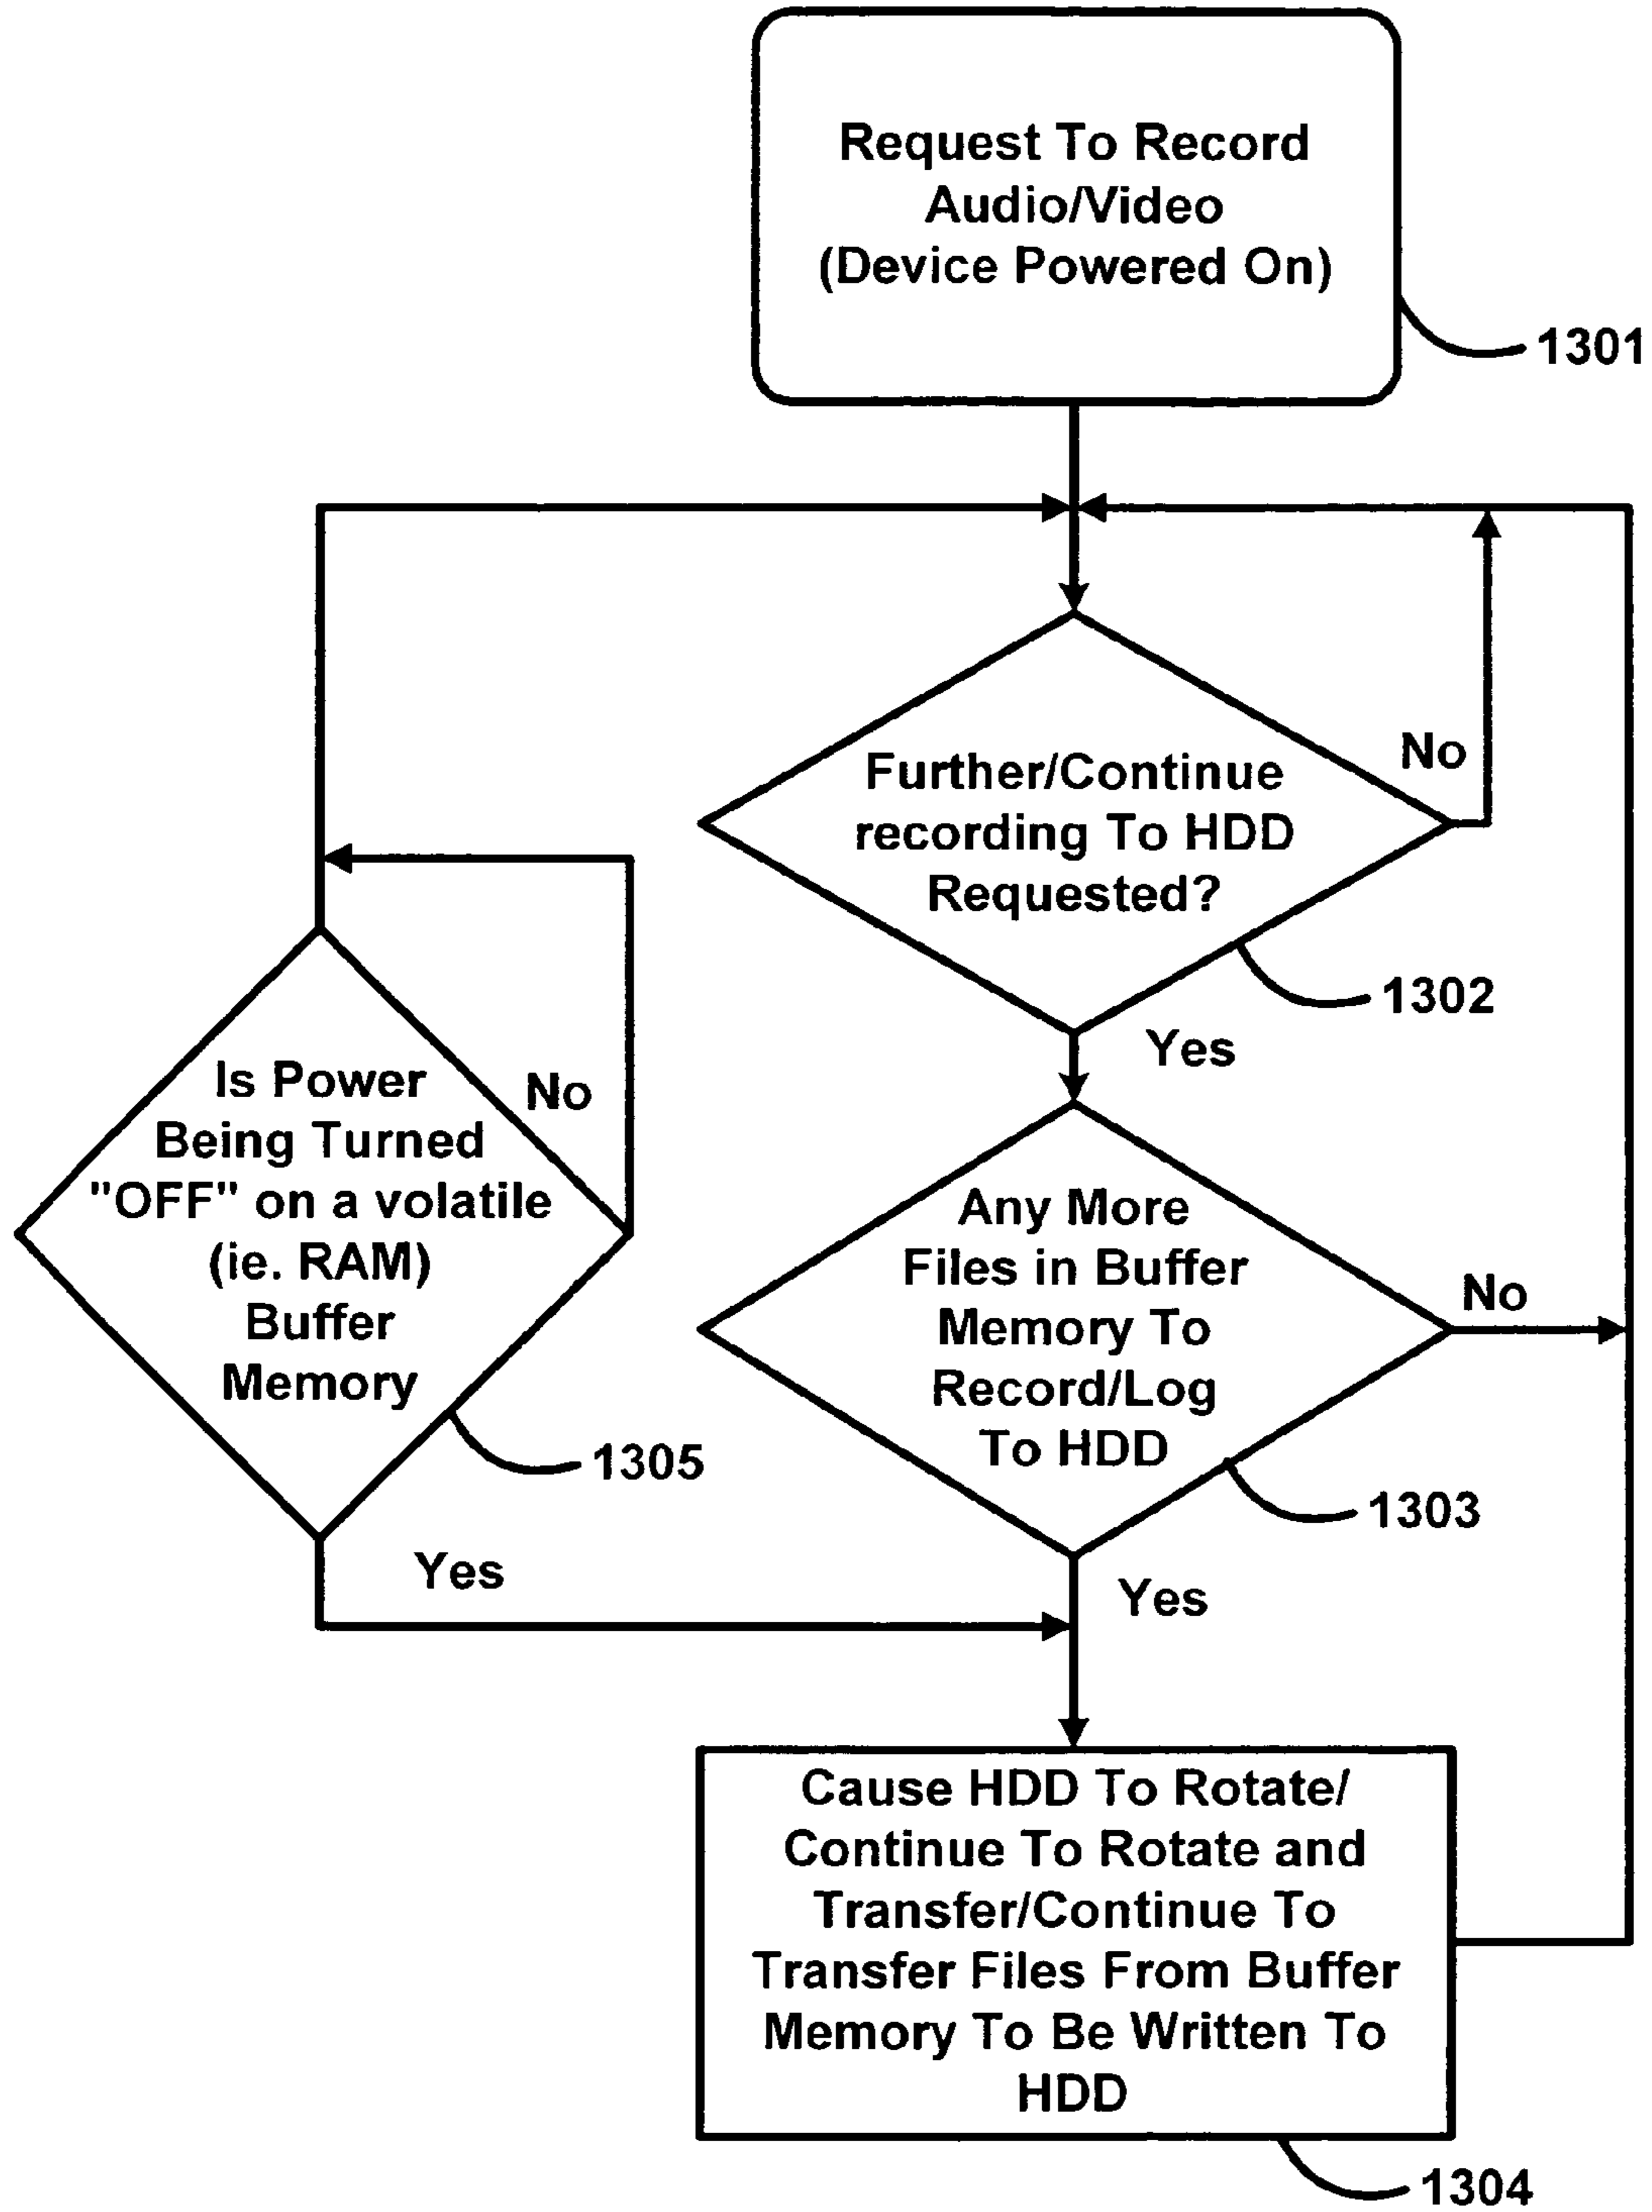 Request To Record
Audio/Video
(Device Powered On)
1301
Further/Continue
recording To HDD
Requested?
No
1302
Yes
Is Power
Being Turned
"OFF" on a volatile
(ie. RAM)
Buffer
Memory
No
1305
Yes
Any More
Files in Buffer
Memory To
Record/Log
To HDD
No
1303
Yes
Cause HDD To Rotate/
Continue To Rotate and
Transfer/Continue To
Transfer Files From Buffer
Memory To Be Written To
HDD
1304